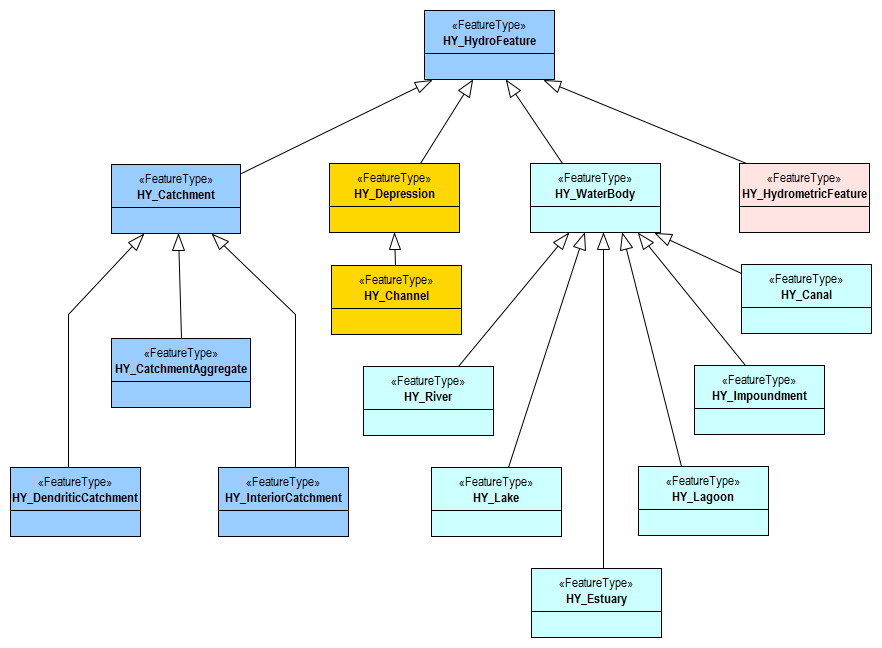 «FeatureType»
HY_HydroFeature
«FeatureType»
HY_Catchment
«FeatureType»
HY_Depression
«FeatureType»
HY_WaterBody
«FeatureType»
HY_HydrometricFeature
«FeatureType»
HY_Channel
«FeatureType»
HY_Canal
«FeatureType»
HY_CatchmentAggregate
«FeatureType»
HY_River
«FeatureType»
HY_Impoundment
«FeatureType»
HY_DendriticCatchment
«FeatureType»
HY_InteriorCatchment
«FeatureType»
HY_Lake
«FeatureType»
HY_Lagoon
«FeatureType»
HY_Estuary